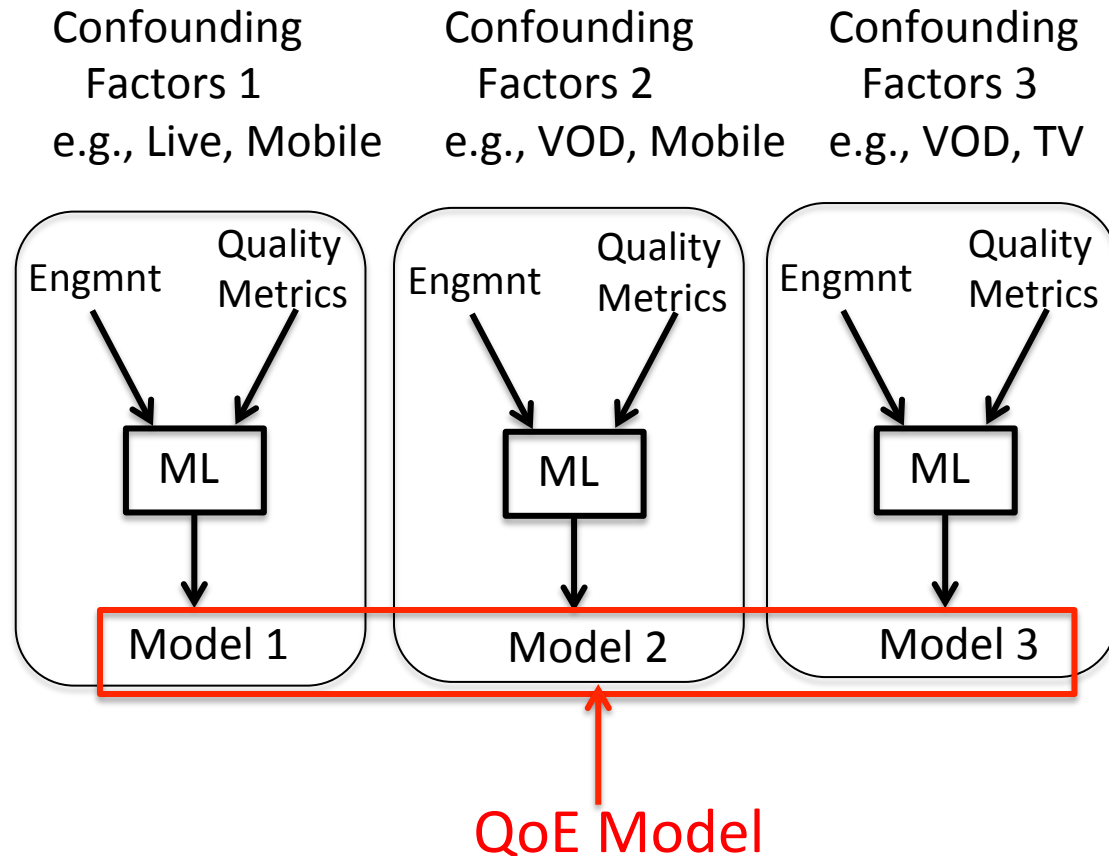 Confounding
Factors 1
e.g., Live, Mobile
Confounding
Factors 2
e.g., VOD, Mobile
Confounding
Factors 3
e.g., VOD, TV
Engmnt
Quality
Metrics
ML
Model 1
Engmnt
Quality
Metrics
ML
Model 2
Engmnt
Quality
Metrics
ML
Model 3
QoE Model